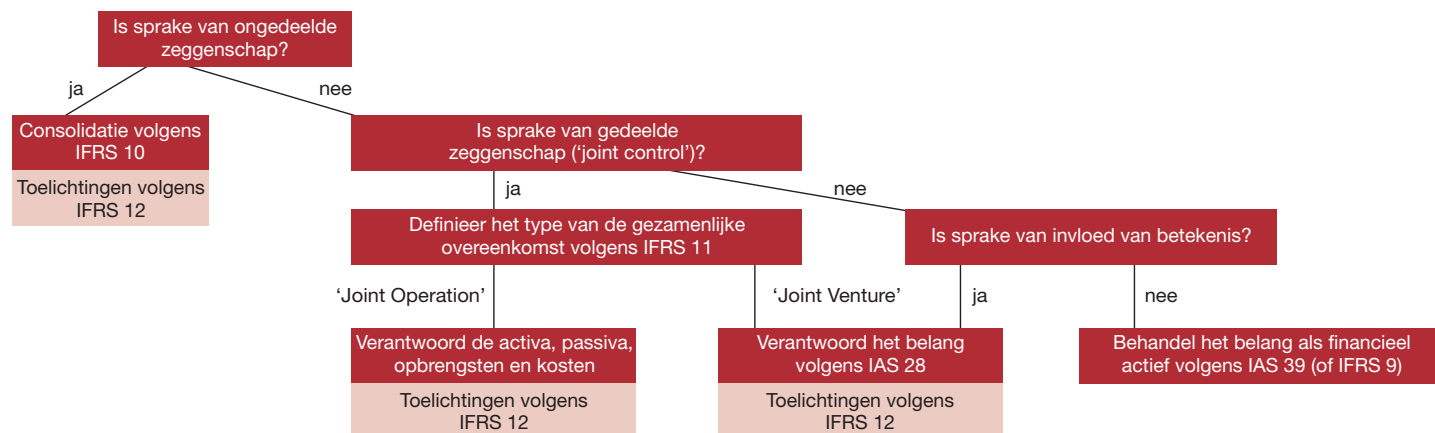 Is sprake van ongedeelde
zeggenschap?
ja
nee
Consolidatie volgens
IFRS 10
Toelichtingen volgens
IFRS 12
Is sprake van gedeelde
zeggenschap (‘joint control’)?
ja
nee
Definieer het type van de gezamenlijke
overeenkomst volgens IFRS 11
Is sprake van invloed van betekenis?
‘Joint Operation’
‘Joint Venture’
ja
nee
Verantwoord de activa, passiva,
opbrengsten en kosten
Toelichtingen volgens
IFRS 12
Verantwoord het belang
volgens IAS 28
Toelichtingen volgens
IFRS 12
Behandel het belang als financieel
actief volgens IAS 39 (of IFRS 9)